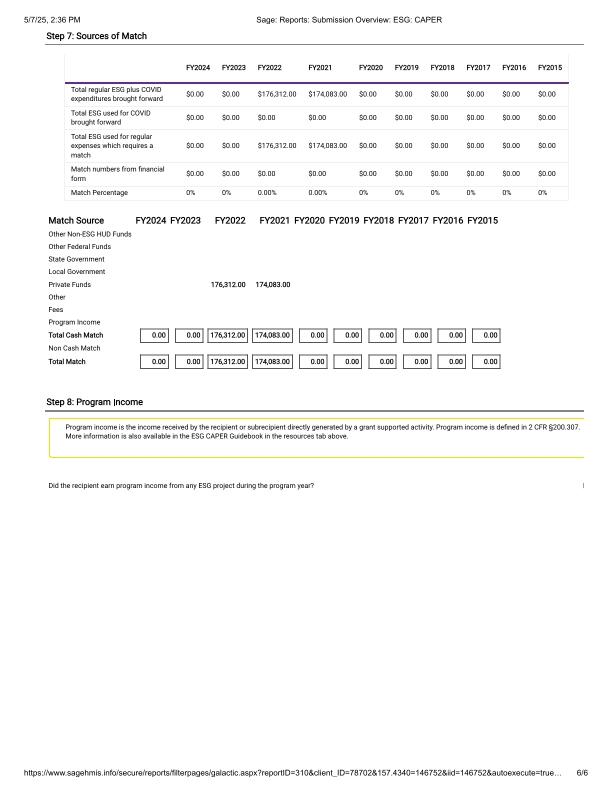 5/7/25, 2:36 PM Sage: Reports: Submission Overview: ESG: CAPER
Step 7: Sources of Match
FY2024 FY2023 FY2022 FY2021 FY2020 FY2019 FY2018 FY2017 FY2016 FY2015
Total regular ESG plus COVID
expenditures brought forward $0.00 $0.00 $176,312.00 $174,083.00 $0.00 $0.00 $0.00 $0.00 $0.00 $0.00
Total ESG used for COVID
brought forward $0.00 $0.00 $0.00 $0.00 $0.00 $0.00 $0.00 $0.00 $0.00 $0.00
Total ESG used for regular
expenses which requires a $0.00 $0.00 $176,312.00 $174,083.00 $0.00 $0.00 $0.00 $0.00 $0.00 $0.00
match
Match numbers from financial
form $0.00 $0.00 $0.00 $0.00 $0.00 $0.00 $0.00 $0.00 $0.00 $0.00
Match Percentage 0% 0% 0.00% 0.00% 0% 0% 0% 0% 0% 0%
Match Source FY2024 FY2023 FY2022 FY2021 FY2020 FY2019 FY2018 FY2017 FY2016 FY2015
Other Non-ESG HUD Funds
Other Federal Funds
State Government
Local Government
Private Funds 176,312.00 174,083.00
Other
Fees
Program Income
Total Cash Match 0.00 0.00 176,312.00 174,083.00 0.00 0.00 0.00 0.00 0.00 0.00
Non Cash Match
Total Match 0.00 0.00 176,312.00 174,083.00 0.00 0.00 0.00 0.00 0.00 0.00
Step 8: Program Income
Program income is the income received by the recipient or subrecipient directly generated by a grant supported activity. Program income is defined in 2 CFR §200.307.
More information is also available in the ESG CAPER Guidebook in the resources tab above.
Did the recipient earn program income from any ESG project during the program year?
https://www.sagehmis.info/secure/reports/filterpages/galactic.aspx?reportID=310&client_ID=78702&157.4340=146752&iid=146752&autoexecute=true… 6/6